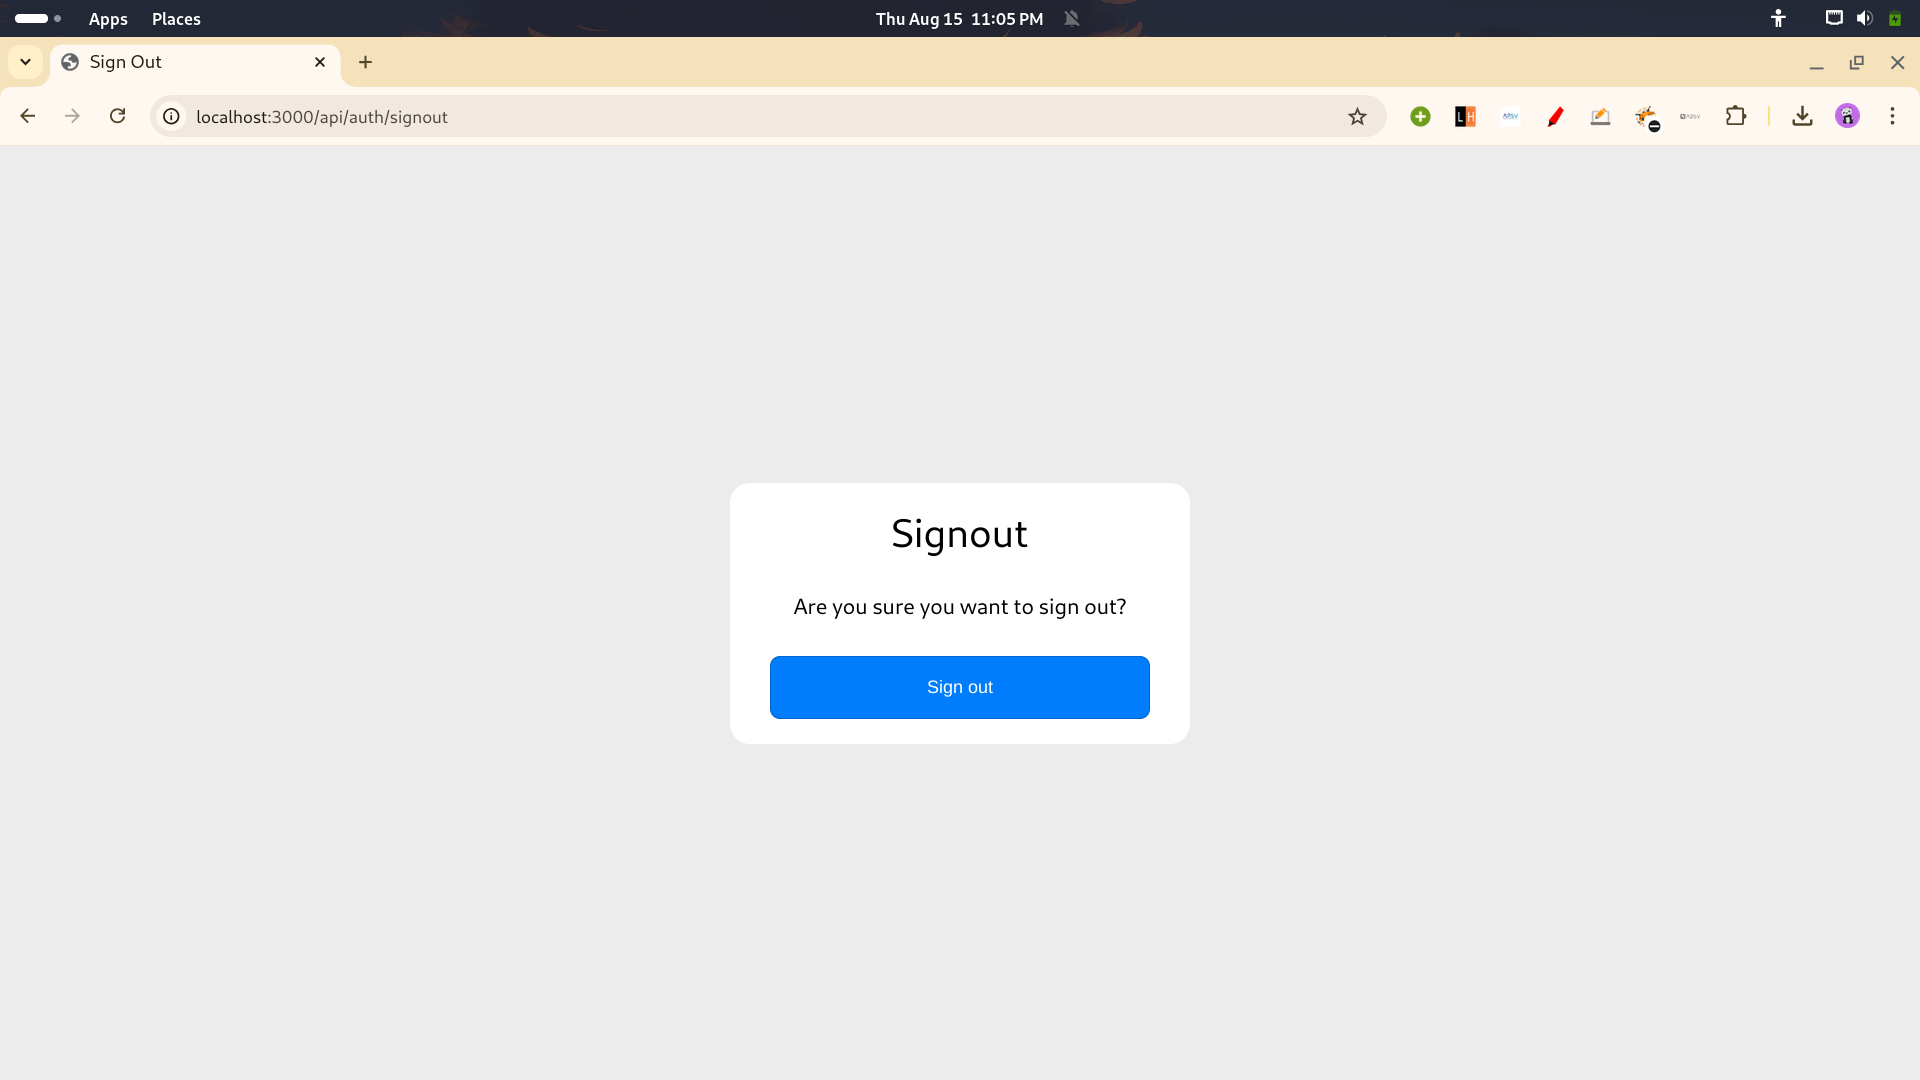 Apps Places Thu Aug 15 11:05 PM
Sign Out
localhost:3000/api/auth/signout
LH
Signout
Are you sure you want to sign out?
Sign out